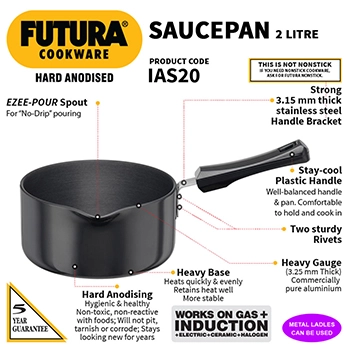 FUTURA®
COOKWARE
HARD ANODISED
SAUCEPAN 2 LITRE
PRODUCT CODE
IAS20
THIS IS NOT NONSTICK
IF YOU NEED NONSTICK COOKWARE,
ASK FOR FUTURA NONSTICK.
EZEE-POUR Spout
For "No-Drip" pouring
Strong
3.15 mm thick
stainless steel
Handle Bracket
Stay-cool
Plastic Handle
Well-balanced handle
& pan. Comfortable
to hold and cook in
Two sturdy
Rivets
Heavy Gauge
(3.25 mm Thick)
Commercially
pure aluminium
Heavy Base
Heats quickly & evenly
Retains heat well
More stable
Hard Anodising
Hygienic & healthy
Non-toxic, non-reactive
with foods; Will not pit,
tarnish or corrode; Stays
looking new for years
5
YEAR
GUARANTEE
WORKS ON GAS +
INDUCTION
+ELECTRIC+CERAMIC+HALOGEN
METAL LADLES
CAN BE USED